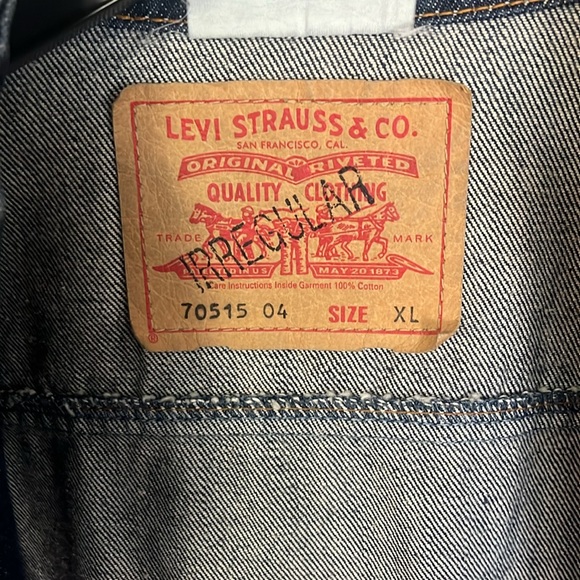 LEVI STRAUSS & CO.
SAN FRANCISCO, CAL.
ORIGINAL RIVETED
QUALITY CLOTHING
IRREGULAR
TRADE MARK
MAY 20 1873
Care Instructions Inside Garment 100% Cotton
70515 04 SIZE XL
®